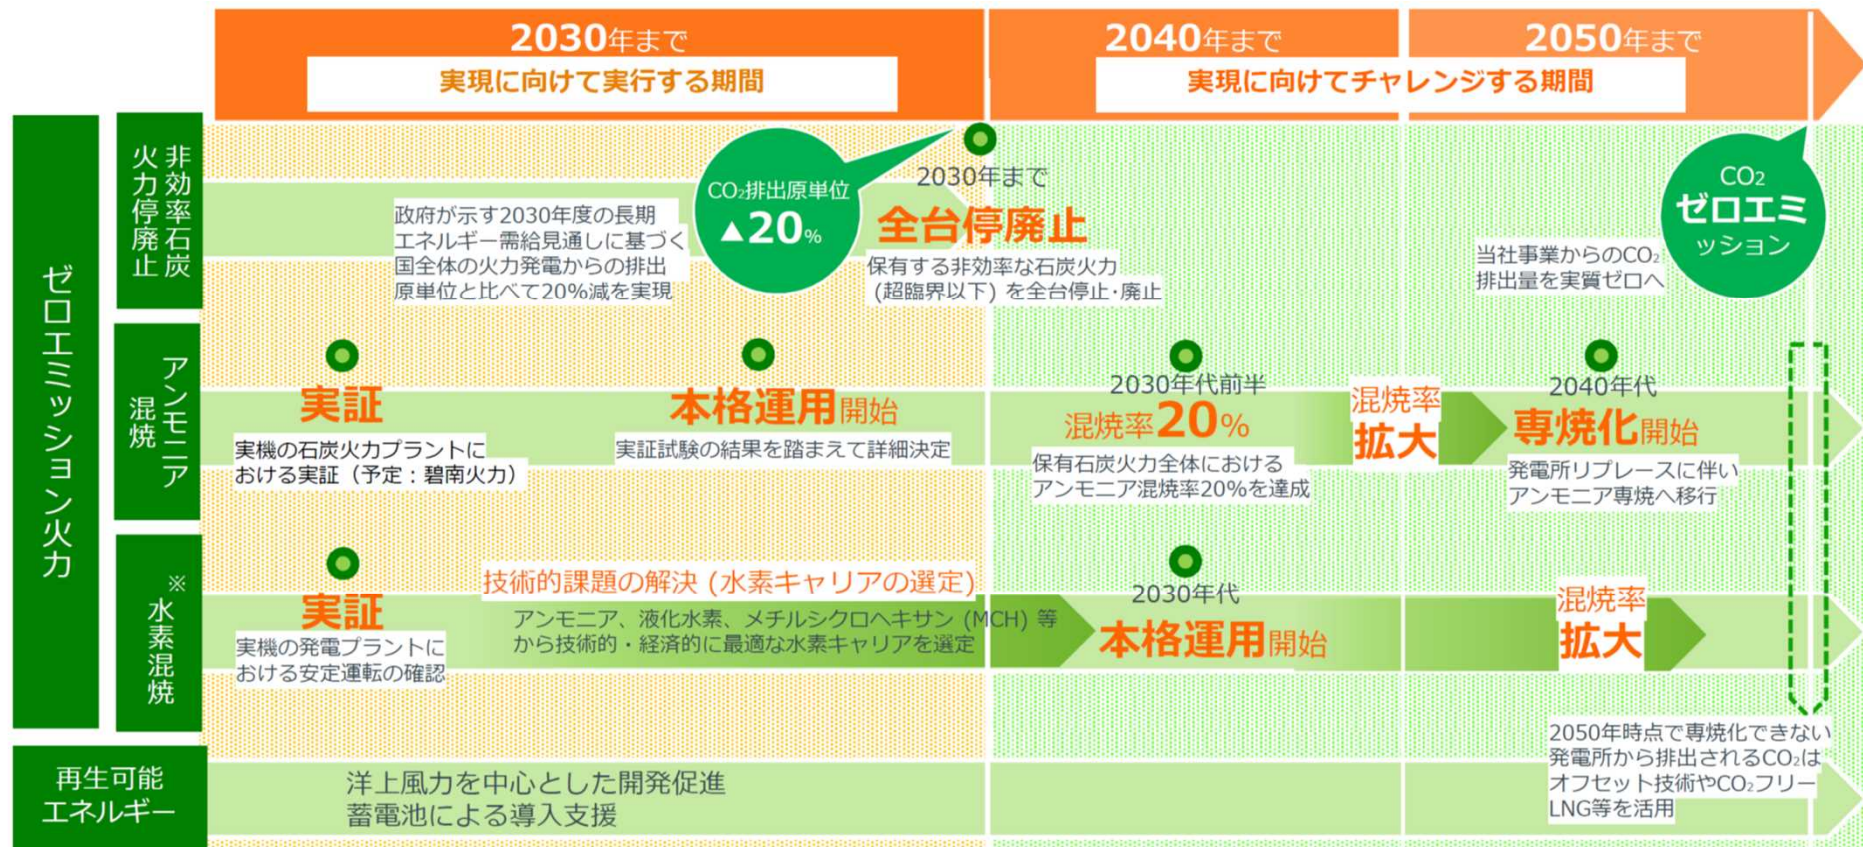 2030年まで
実現に向けて実行する期間
2040年まで
2050年まで
実現に向けてチャレンジする期間
ゼロエミッション火力
非効率石炭
火力停廃止
政府が示す2030年度の長期
エネルギー需給見通しに基づく
国全体の火力発電からの排出
原単位と比べて20%減を実現
CO₂排出原単位
▲20%
2030年まで
全台停廃止
保有する非効率な石炭火力
(超臨界以下) を全台停止・廃止
当社事業からのCO₂
排出量を実質ゼロへ
CO₂
ゼロエミ
ッション
アンモニア
混焼
実証
実機の石炭火力プラントに
おける実証（予定：碧南火力）
本格運用開始
実証試験の結果を踏まえて詳細決定
2030年代前半
混焼率20%
保有石炭火力全体における
アンモニア混焼率20%を達成
混焼率
拡大
2040年代
専焼化開始
発電所リプレースに伴い
アンモニア専焼へ移行
※
水素混焼
実証
実機の発電プラントに
おける安定運転の確認
技術的課題の解決 (水素キャリアの選定)
アンモニア、液化水素、メチルシクロヘキサン (MCH) 等
から技術的・経済的に最適な水素キャリアを選定
2030年代
本格運用開始
混焼率
拡大
2050年時点で専焼化できない
発電所から排出されるCO₂は
オフセット技術やCO₂フリー
LNG等を活用
再生可能
エネルギー
洋上風力を中心とした開発促進
蓄電池による導入支援